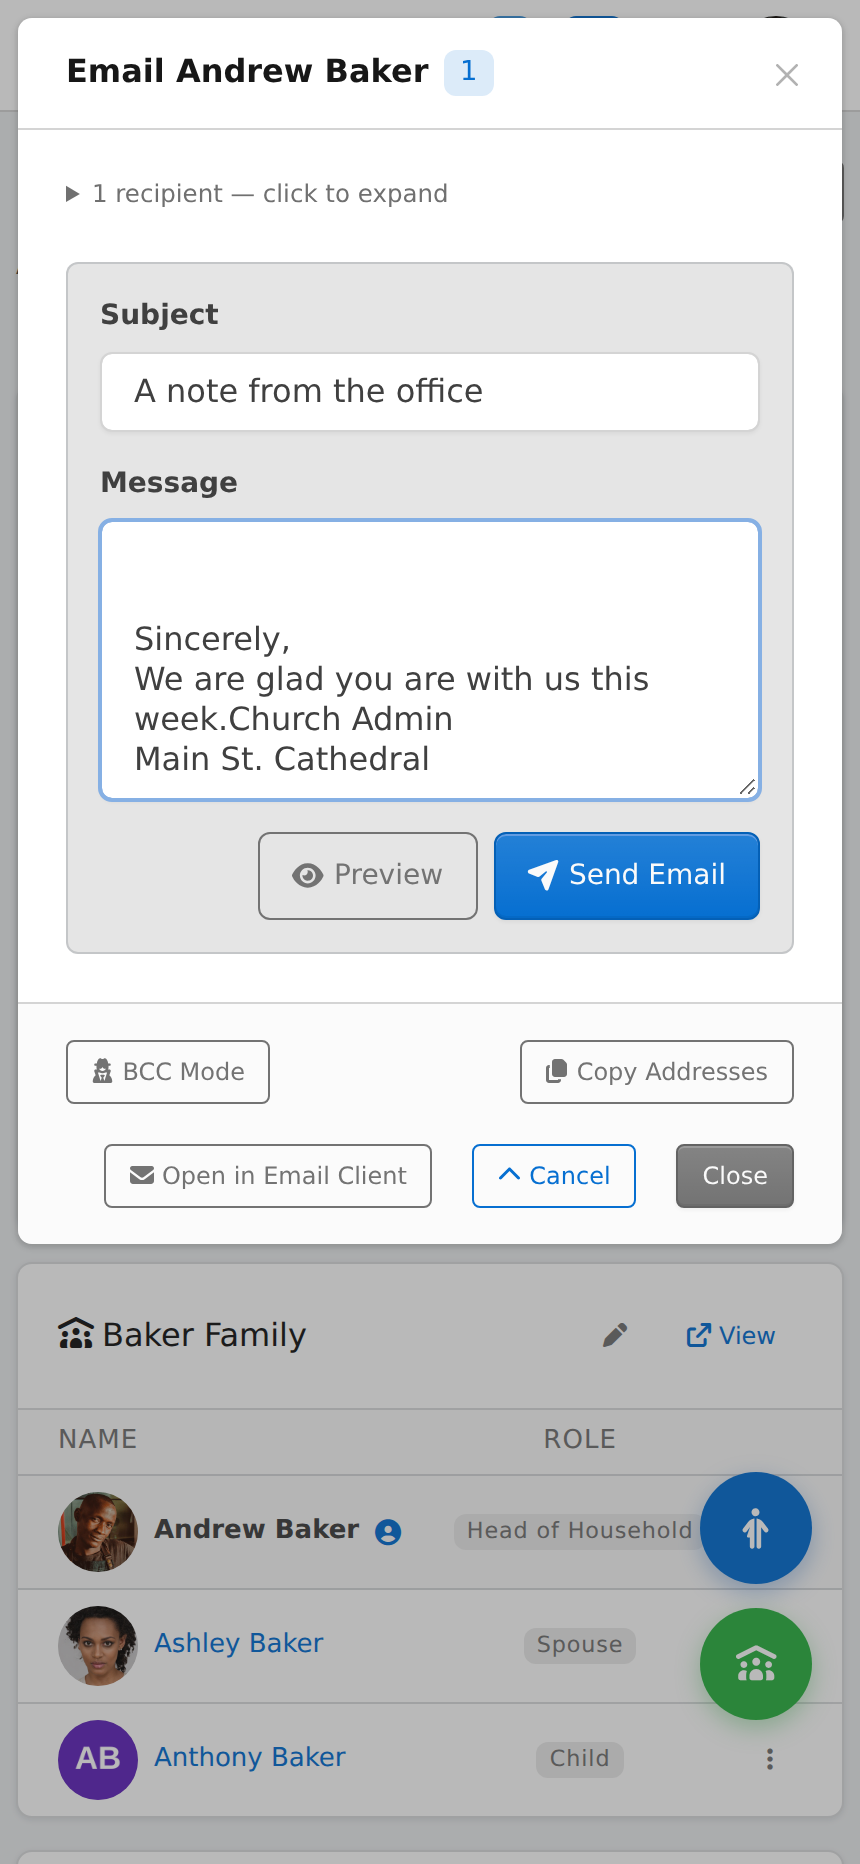 Email Andrew Baker 1
1 recipient — click to expand
Subject
A note from the office
Message
Sincerely,
We are glad you are with us this
week.Church Admin
Main St. Cathedral
Preview
Send Email
BCC Mode
Copy Addresses
Open in Email Client
Cancel
Close
Baker Family
View
NAME
ROLE
Andrew Baker
Head of Household
Ashley Baker
Spouse
AB
Anthony Baker
Child